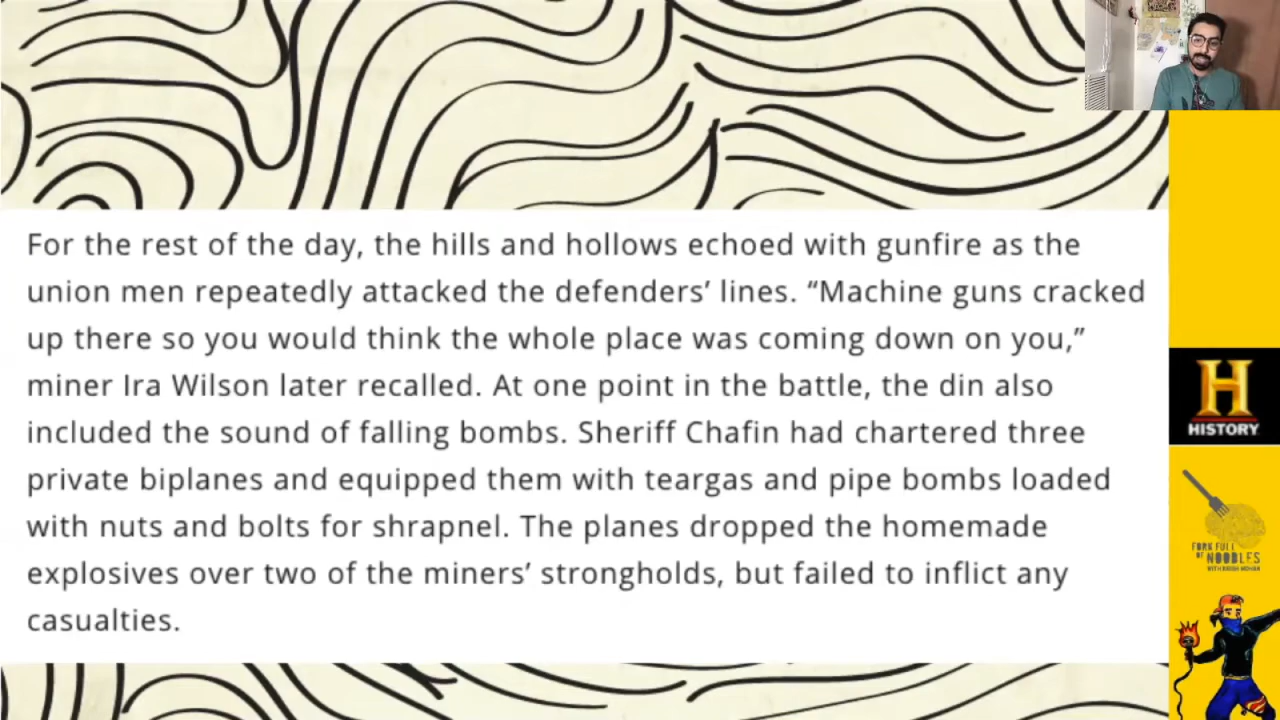 For the rest of the day, the hills and hollows echoed with gunfire as the
union men repeatedly attacked the defenders’ lines. “Machine guns cracked
up there so you would think the whole place was coming down on you,”
miner Ira Wilson later recalled. At one point in the battle, the din also
included the sound of falling bombs. Sheriff Chafin had chartered three
private biplanes and equipped them with teargas and pipe bombs loaded
with nuts and bolts for shrapnel. The planes dropped the homemade
explosives over two of the miners’ strongholds, but failed to inflict any
casualties.
H
HISTORY
FORK FULL
OF NOODLES